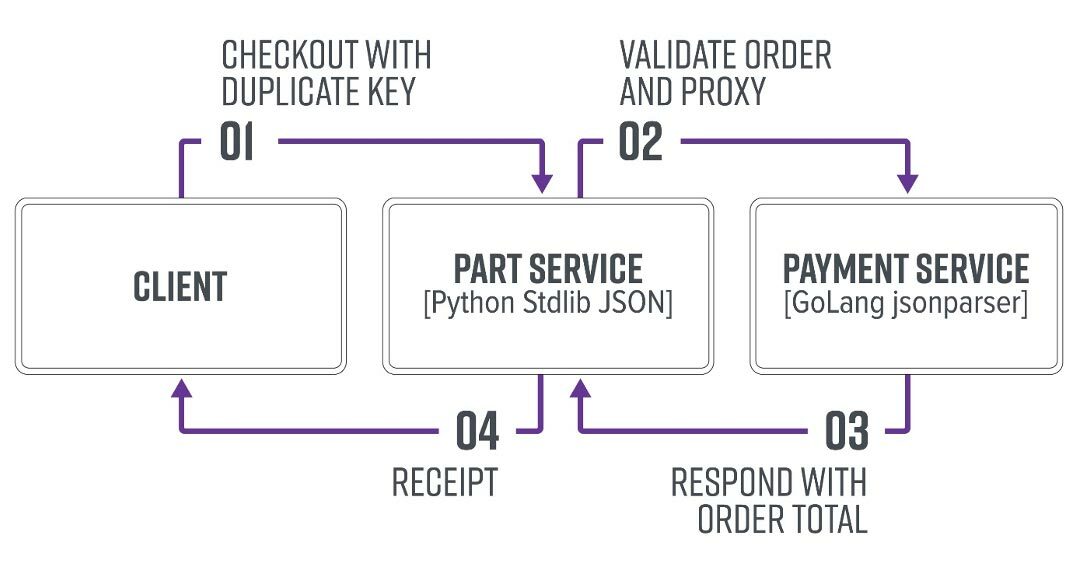 CHECKOUT WITH
DUPLICATE KEY
01
VALIDATE ORDER
AND PROXY
02
CLIENT
PART SERVICE
[Python Stdlib JSON]
PAYMENT SERVICE
[GoLang jsonparser]
04
RECEIPT
03
RESPOND WITH
ORDER TOTAL